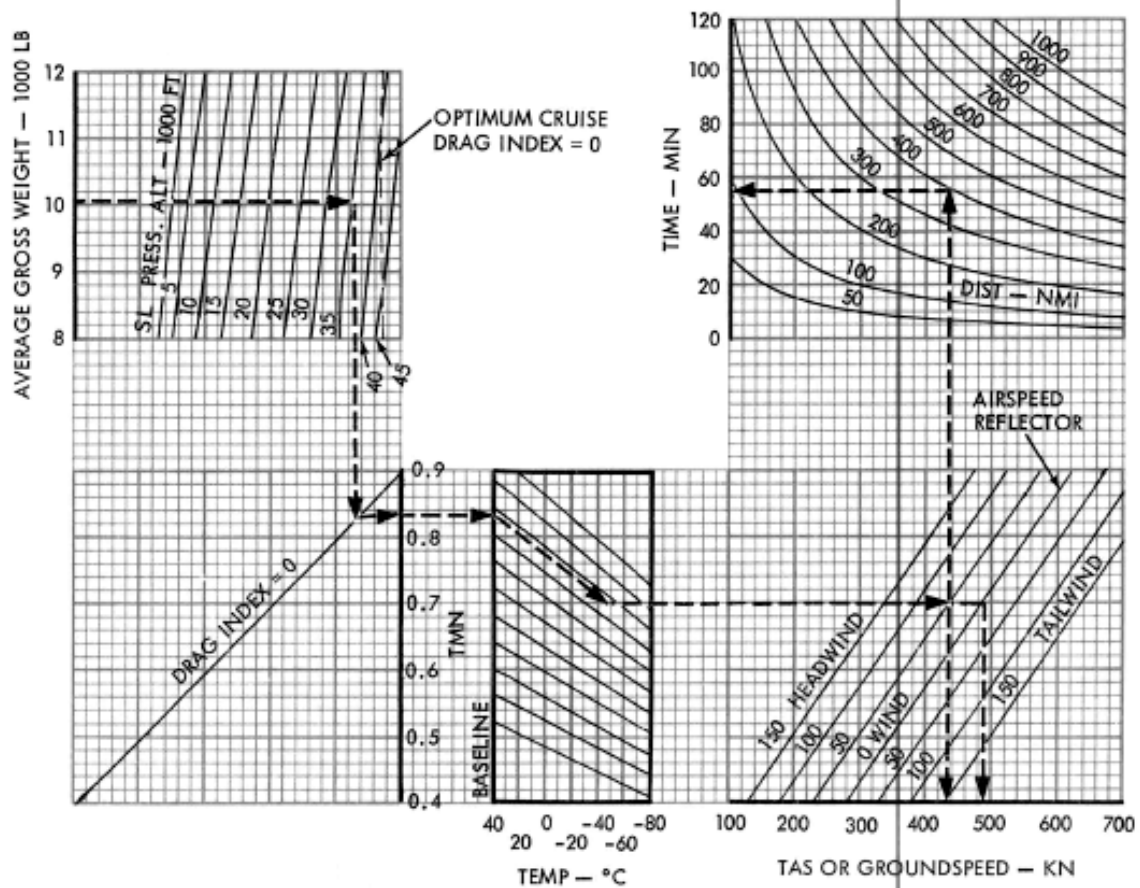 AVERAGE GROSS WEIGHT — 1000 LB
12
11
10
9
8
SL PRESS. ALT — 1000 FT
5
10
15
20
25
30
35
40
45
OPTIMUM CRUISE
DRAG INDEX = 0
TIME — MIN
120
100
80
60
40
20
0
1000
900
800
700
600
500
400
300
200
100
50
DIST — NMI
DRAG INDEX = 0
0.9
0.8
0.7
0.6
0.5
0.4
TMN
BASELINE
40 0 -40 -80
20 -20 -60
TEMP — °C
AIRSPEED
REFLECTOR
150 HEADWIND
100
50
0 WIND
50
100
150
TAILWIND
100 200 300 400 500 600 700
TAS OR GROUNDSPEED — KN